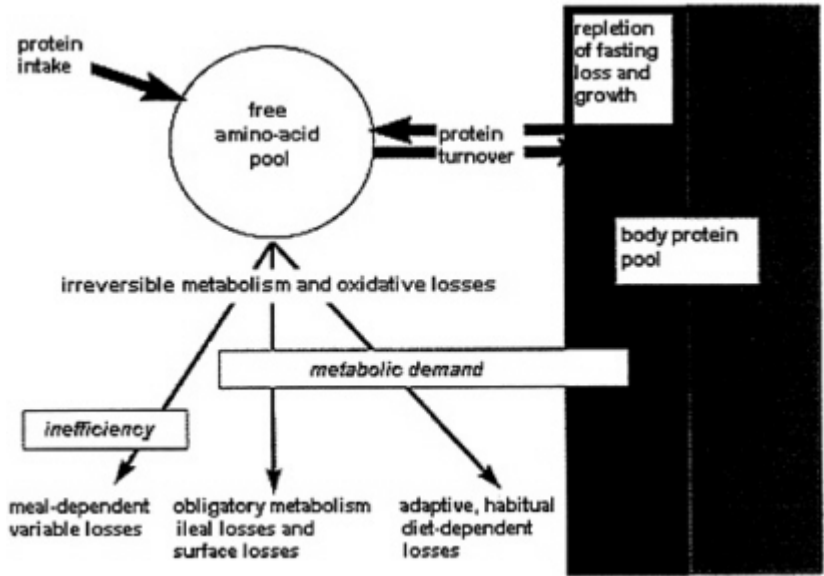 protein
intake
free
amino-acid
pool
protein
turnover
repletion
of fasting
loss and
growth
body protein
pool
irreversible metabolism and oxidative losses
metabolic demand
inefficiency
meal-dependent
variable losses
obligatory metabolism
ileal losses and
surface losses
adaptive, habitual
diet-dependent
losses